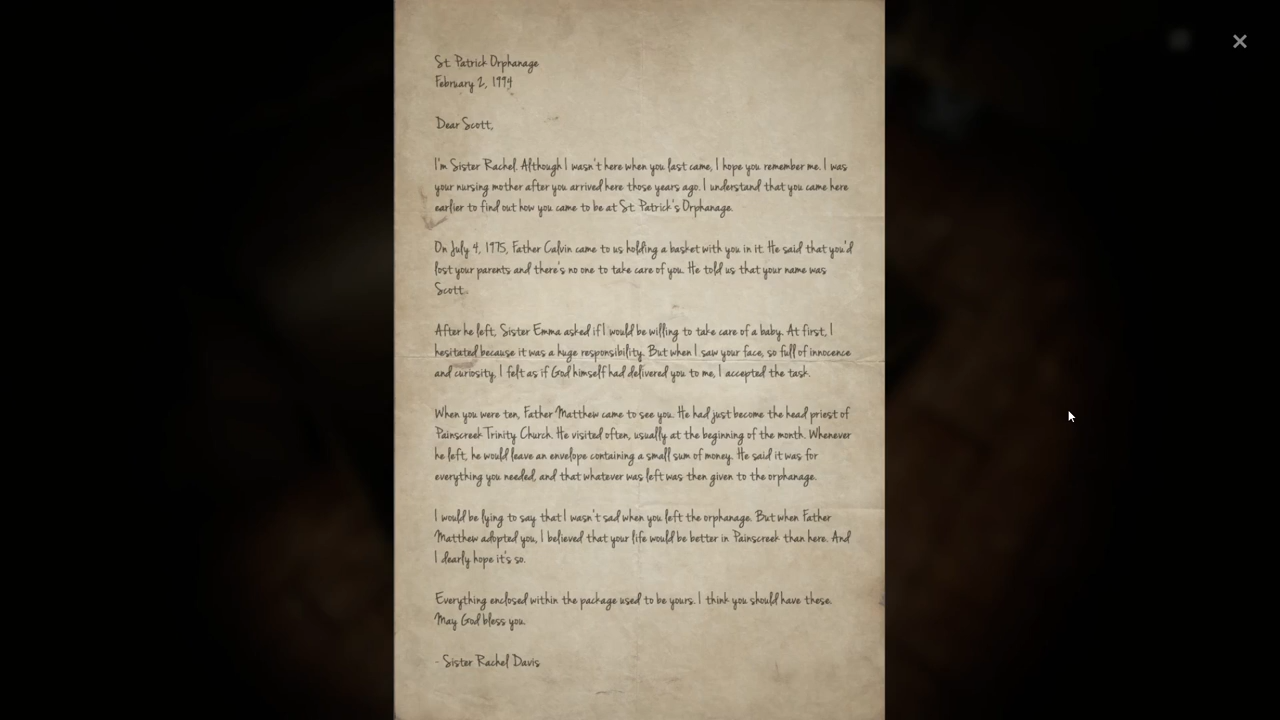 St. Patrick Orphanage
February 2, 1994
Dear Scott,
I'm Sister Rachel. Although I wasn't here when you last came, I hope you remember me. I was
your nursing mother after you arrived here those years ago. I understand that you came here
earlier to find out how you came to be at St. Patrick's Orphanage.
On July 4, 1975, Father Calvin came to us holding a basket with you in it. He said that you'd
lost your parents and there's no one to take care of you. He told us that your name was
Scott.
After he left, Sister Emma asked if I would be willing to take care of a baby. At first, I
hesitated because it was a huge responsibility. But when I saw your face, so full of innocence
and curiosity, I felt as if God himself had delivered you to me, I accepted the task.
When you were ten, Father Matthew came to see you. He had just become the head priest of
Painscreek Trinity Church. He visited often, usually at the beginning of the month. Whenever
he left, he would leave an envelope containing a small sum of money. He said it was for
everything you needed, and that whatever was left was then given to the orphanage.
I would be lying to say that I wasn't sad when you left the orphanage. But when Father
Matthew adopted you, I believed that your life would be better in Painscreek than here. And
I dearly hope it's so.
Everything enclosed within the package used to be yours. I think you should have these.
May God bless you.
- Sister Rachel Davis